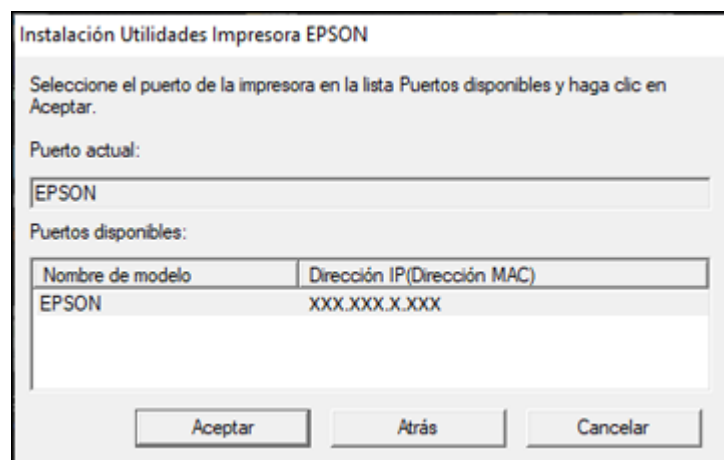 Instalación Utilidades Impresora EPSON
Seleccione el puerto de la impresora en la lista Puertos disponibles y haga clic en
Aceptar.
Puerto actual:
EPSON
Puertos disponibles:
Nombre de modelo Dirección IP(Dirección MAC)
EPSON XXX.XXX.X.XXX
Aceptar Atrás Cancelar